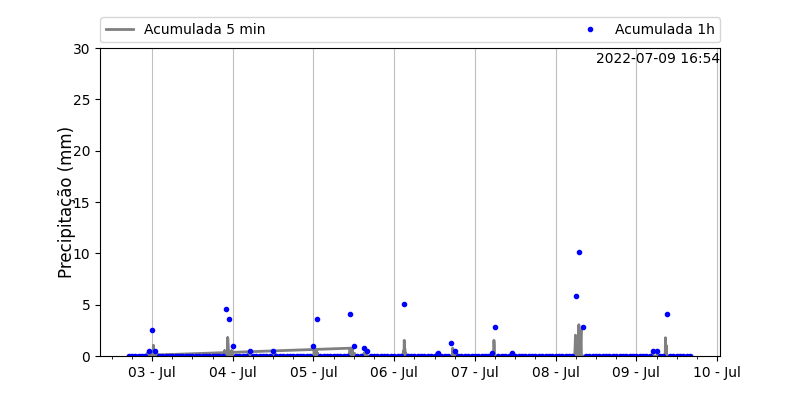 Acumulada 5 min
Acumulada 1h
2022-07-09 16:54
Precipitação (mm)
30
25
20
15
10
5
0
03 - Jul
04 - Jul
05 - Jul
06 - Jul
07 - Jul
08 - Jul
09 - Jul
10 - Jul